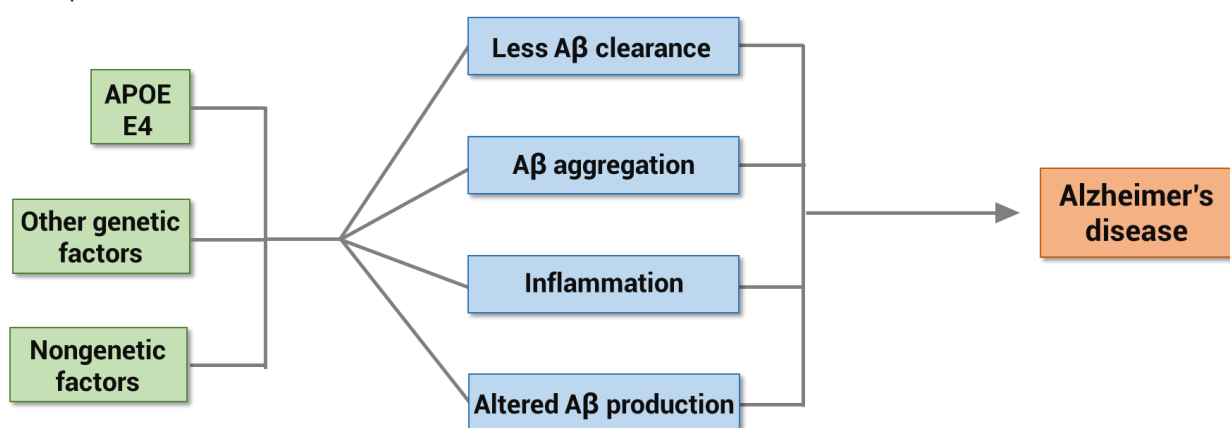 APOE
E4
Other genetic
factors
Nongenetic
factors
Less Aβ clearance
Aβ aggregation
Inflammation
Altered Aβ production
Alzheimer's
disease